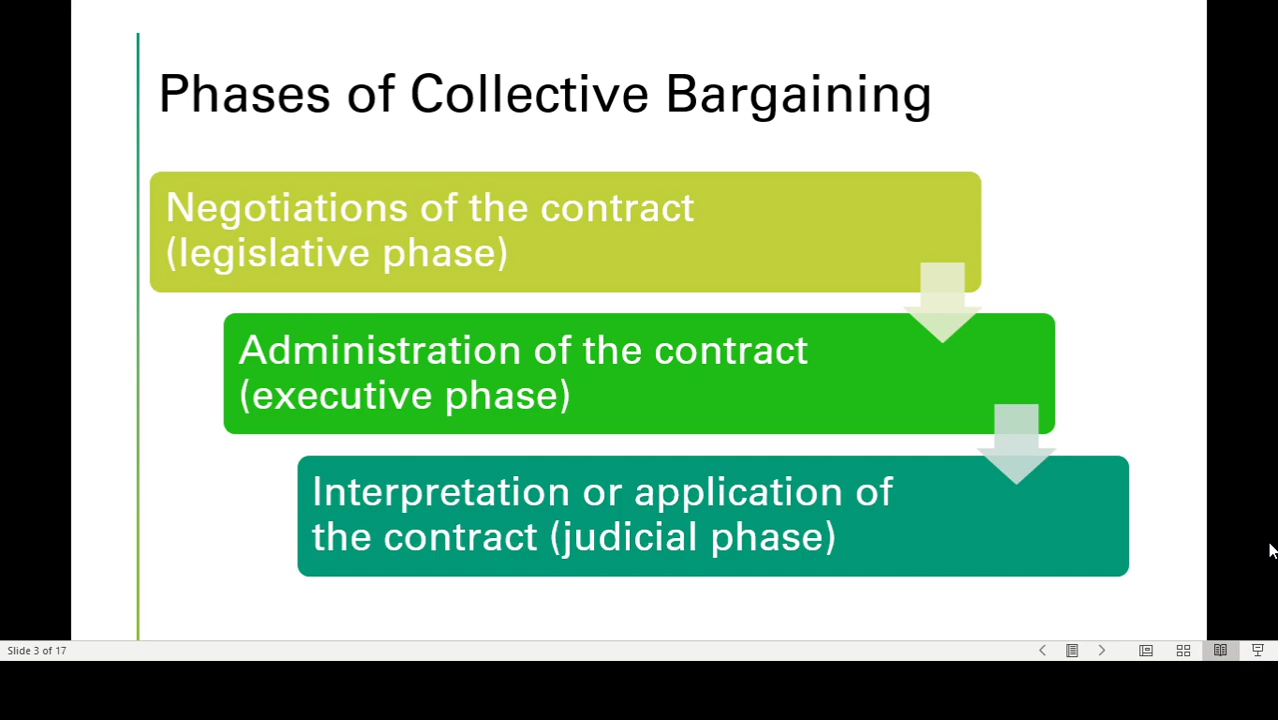 Phases of Collective Bargaining
Negotiations of the contract
(legislative phase)
Administration of the contract
(executive phase)
Interpretation or application of
the contract (judicial phase)
Slide 3 of 17